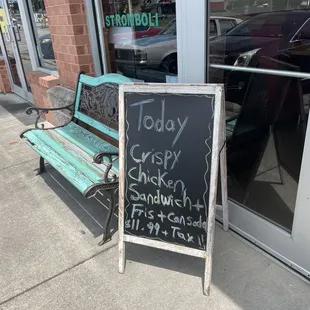 STROMBOLI
Today
Crispy
Chicken
Sandwich +
Fris + can soda
$11.99 + Tax